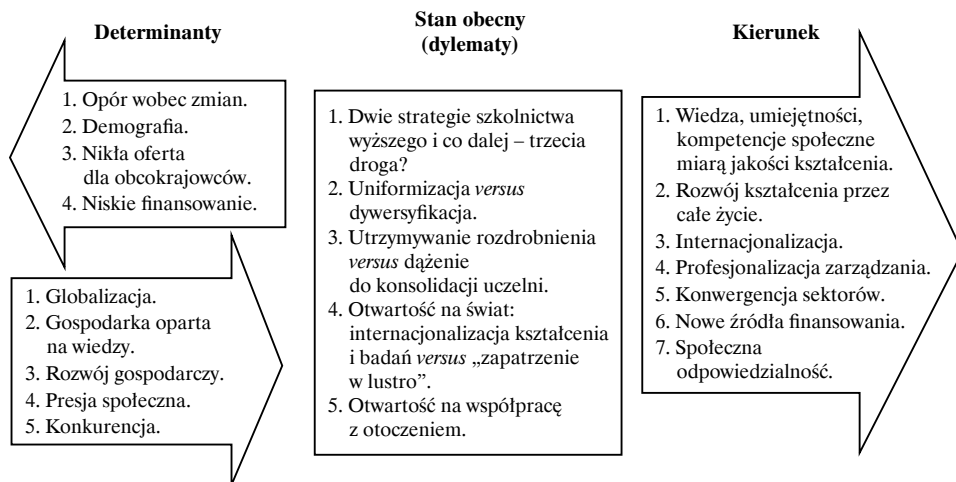 Determinanty
1. Opór wobec zmian.
2. Demografia.
3. Nikła oferta
dla obcokrajowców.
4. Niskie finansowanie.
1. Globalizacja.
2. Gospodarka oparta
na wiedzy.
3. Rozwój gospodarczy.
4. Presja społeczna.
5. Konkurencja.
Stan obecny
(dylematy)
1. Dwie strategie szkolnictwa
wyższego i co dalej – trzecia
droga?
2. Uniformizacja versus
dywersyfikacja.
3. Utrzymywanie rozdrobnienia
versus dążenie
do konsolidacji uczelni.
4. Otwartość na świat:
internacjonalizacja kształcenia
i badań versus „zapatrzenie
w lustro”.
5. Otwartość na współpracę
z otoczeniem.
Kierunek
1. Wiedza, umiejętności,
kompetencje społeczne
miarą jakości kształcenia.
2. Rozwój kształcenia przez
całe życie.
3. Internacjonalizacja.
4. Profesjonalizacja zarządzania.
5. Konwergencja sektorów.
6. Nowe źródła finansowania.
7. Społeczna
odpowiedzialność.